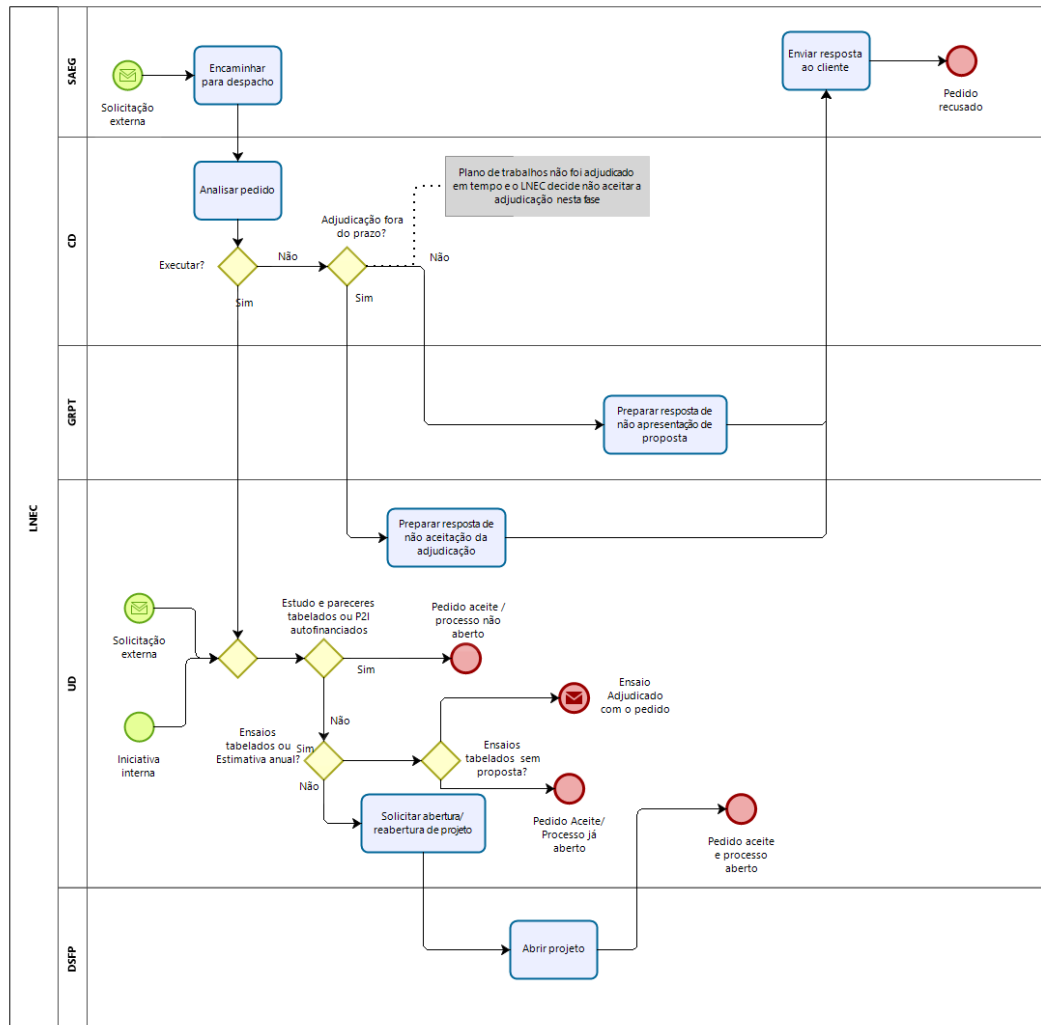 LNEC
SAEG
Solicitação
externa
Encaminhar
para despacho
Enviar resposta
ao cliente
Pedido
recusado
CD
Analisar pedido
Executar?
Não
Sim
Adjudicação fora
do prazo?
Não
Sim
Plano de trabalhos não foi adjudicado
em tempo e o LNEC decide não aceitar a
adjudicação nesta fase
GRPT
Preparar resposta de
não apresentação de
proposta
UD
Preparar resposta de
não aceitação da
adjudicação
Solicitação
externa
Iniciativa
interna
Estudo e pareceres
tabelados ou P2I
autofinanciados
Sim
Não
Pedido aceite /
processo não
aberto
Ensaios
tabelados ou
Estimativa anual?
Sim
Não
Ensaios
tabelados sem
proposta?
Ensaio
Adjudicado
com o pedido
Pedido Aceite/
Processo já
aberto
Solicitar abertura/
reabertura de projeto
Pedido aceite
e processo
aberto
DSFP
Abrir projeto